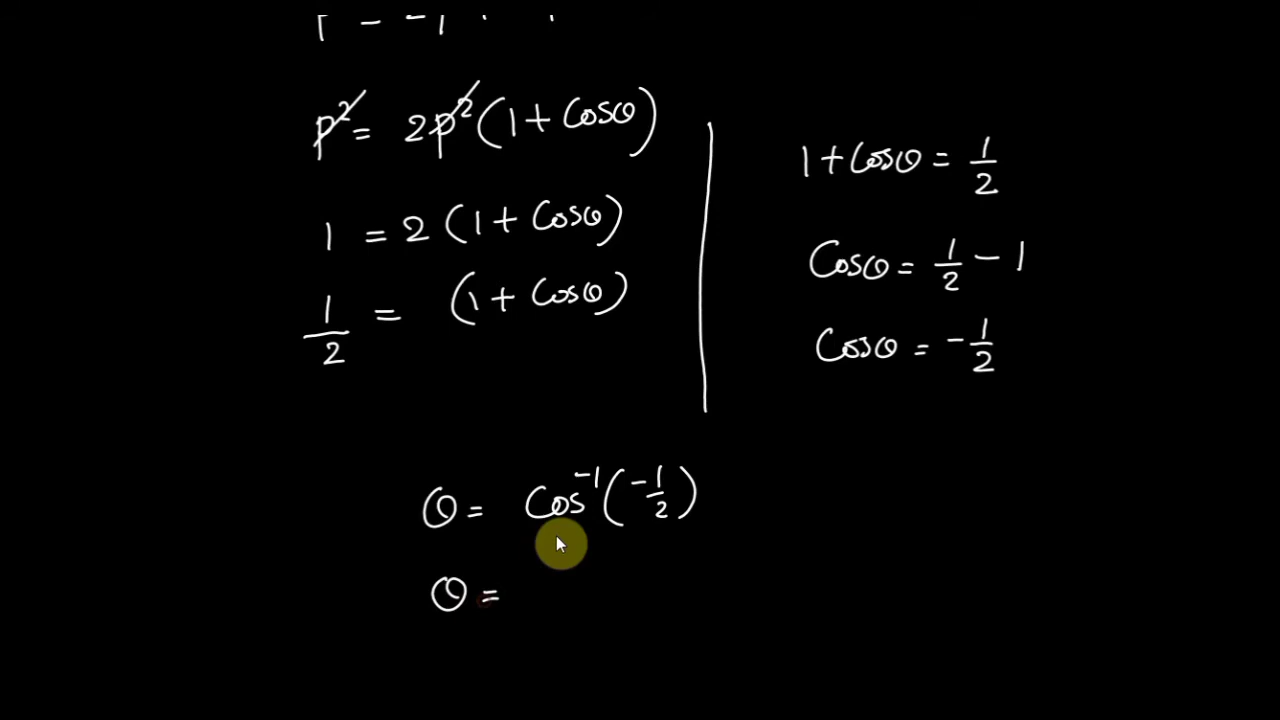 p² = 2p²(1 + Cosθ)
1 = 2(1 + Cosθ)
1/2 = (1 + Cosθ)
1 + Cosθ = 1/2
Cosθ = 1/2 - 1
Cosθ = -1/2
θ = Cos⁻¹(-1/2)
θ =